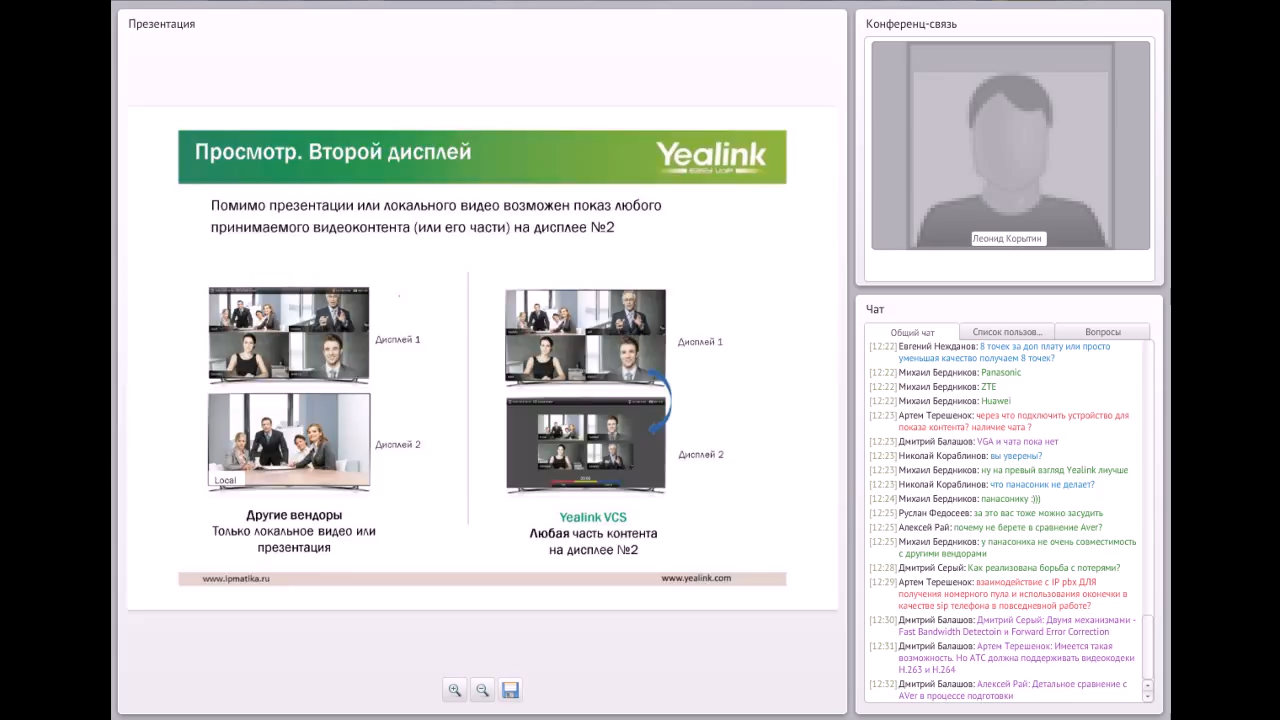 Презентация
Просмотр. Второй дисплей
Yealink
EASY VoIP
Помимо презентации или локального видео возможен показ любого
принимаемого видеоконтента (или его части) на дисплее №2
Дисплей 1
Дисплей 2
Local
Другие вендоры
Только локальное видео или
презентация
Дисплей 1
Дисплей 2
Yealink VCS
Любая часть контента
на дисплее №2
www.ipmatika.ru
www.yealink.com
Конференц-связь
Леонид Корытин
Чат
Общий чат
Список пользов...
Вопросы
[12:22] Евгений Нежданов: 8 точек за доп плату или просто
уменьшая качество получаем 8 точек?
[12:22] Михаил Бердников: Panasonic
[12:22] Михаил Бердников: ZTE
[12:22] Михаил Бердников: Huawei
[12:23] Артем Терешенок: через что подключить устройство для
показа контента? наличие чата ?
[12:23] Дмитрий Балашов: VGA и чата пока нет
[12:23] Николай Кораблинов: вы уверены?
[12:23] Михаил Бердников: ну на превый взгляд Yealink лиучше
[12:23] Николай Кораблинов: что панасоник не делает?
[12:24] Михаил Бердников: панасонику :)))
[12:25] Руслан Федосеев: за это вас тоже можно засудить
[12:25] Алексей Рай: почему не берете в сравнение Aver?
[12:25] Михаил Бердников: у панасоника не очень совместимость
с другими вендорами
[12:28] Дмитрий Серый: Как реализована борьба с потерями?
[12:29] Артем Терешенок: взаимодействие с IP pbx ДЛЯ
получения номерного пула и использования оконечки в
качестве sip телефона в повседневной работе?
[12:30] Дмитрий Балашов: Дмитрий Серый: Двумя механизмами -
Fast Bandwidth Detectoin и Forward Error Correction
[12:31] Дмитрий Балашов: Артем Терешенок: Имеется такая
возможность. Но АТС должна поддерживать видеокодеки
H.263 и H.264
[12:32] Дмитрий Балашов: Алексей Рай: Детальное сравнение с
AVer в процессе подготовки